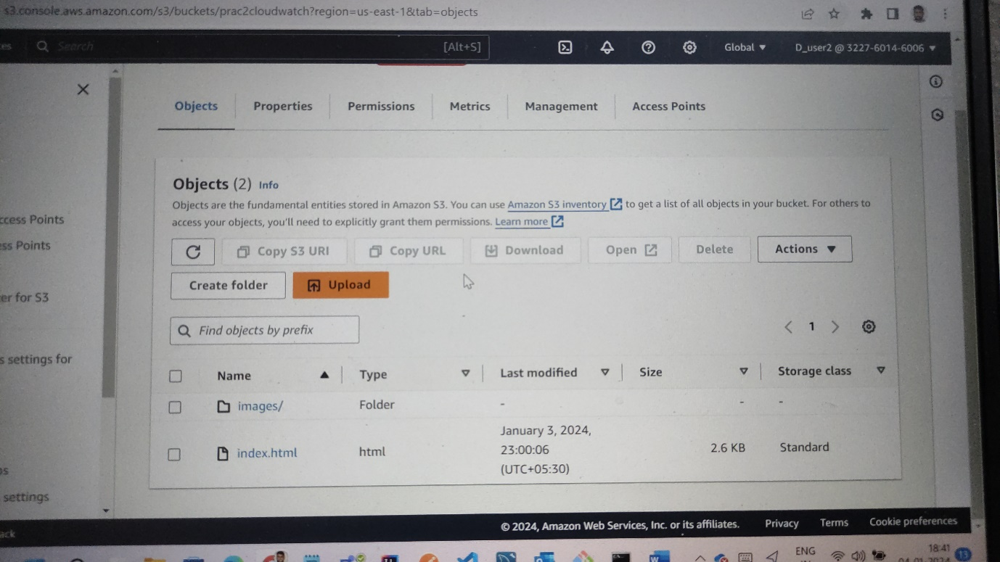 s3.console.aws.amazon.com/s3/buckets/prac2cloudwatch?region=us-east-1&tab=objects
Search [Alt+S] Global D_user2 @ 3227-6014-6006
Objects Properties Permissions Metrics Management Access Points
Objects (2) Info
Objects are the fundamental entities stored in Amazon S3. You can use Amazon S3 inventory to get a list of all objects in your bucket. For others to
access your objects, you'll need to explicitly grant them permissions. Learn more
Copy S3 URI Copy URL Download Open Delete Actions
Create folder Upload
Find objects by prefix 1
Name Type Last modified Size Storage class
images/ Folder - - -
index.html html January 3, 2024, 23:00:06 (UTC+05:30) 2.6 KB Standard
ccess Points
ss Points
er for S3
s settings for
settings
© 2024, Amazon Web Services, Inc. or its affiliates. Privacy Terms Cookie preferences
ack
ENG 18:41 13